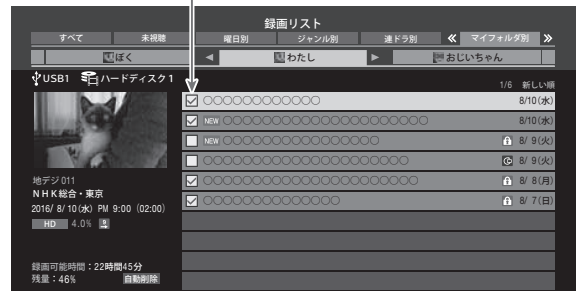 録画リスト
すべて 未視聴 曜日別 ジャンル別 連ドラ別 マイフォルダ別
ぼく わたし おじいちゃん
USB1 ハードディスク1
1/6 新しい順
○○○○○○○○○○○○ 8/10(水)
NEW ○○○○○○○○○○○○○○○○○○○○○ 8/10(水)
NEW ○○○○○○○○○○○○○○○○ 8/ 9(火)
○○○○○○○○○○○○○○○○○○○○○ 8/ 9(火)
○○○○○○○○○○○○○○○○○○○○○○ 8/ 8(月)
○○○○○○○○○○○○○○ 8/ 7(日)
地デジ 011
NHK総合・東京
2016/ 8/ 10(水) PM 9:00 (02:00)
HD 4.0%
録画可能時間：22時間45分
残量：46% 自動削除